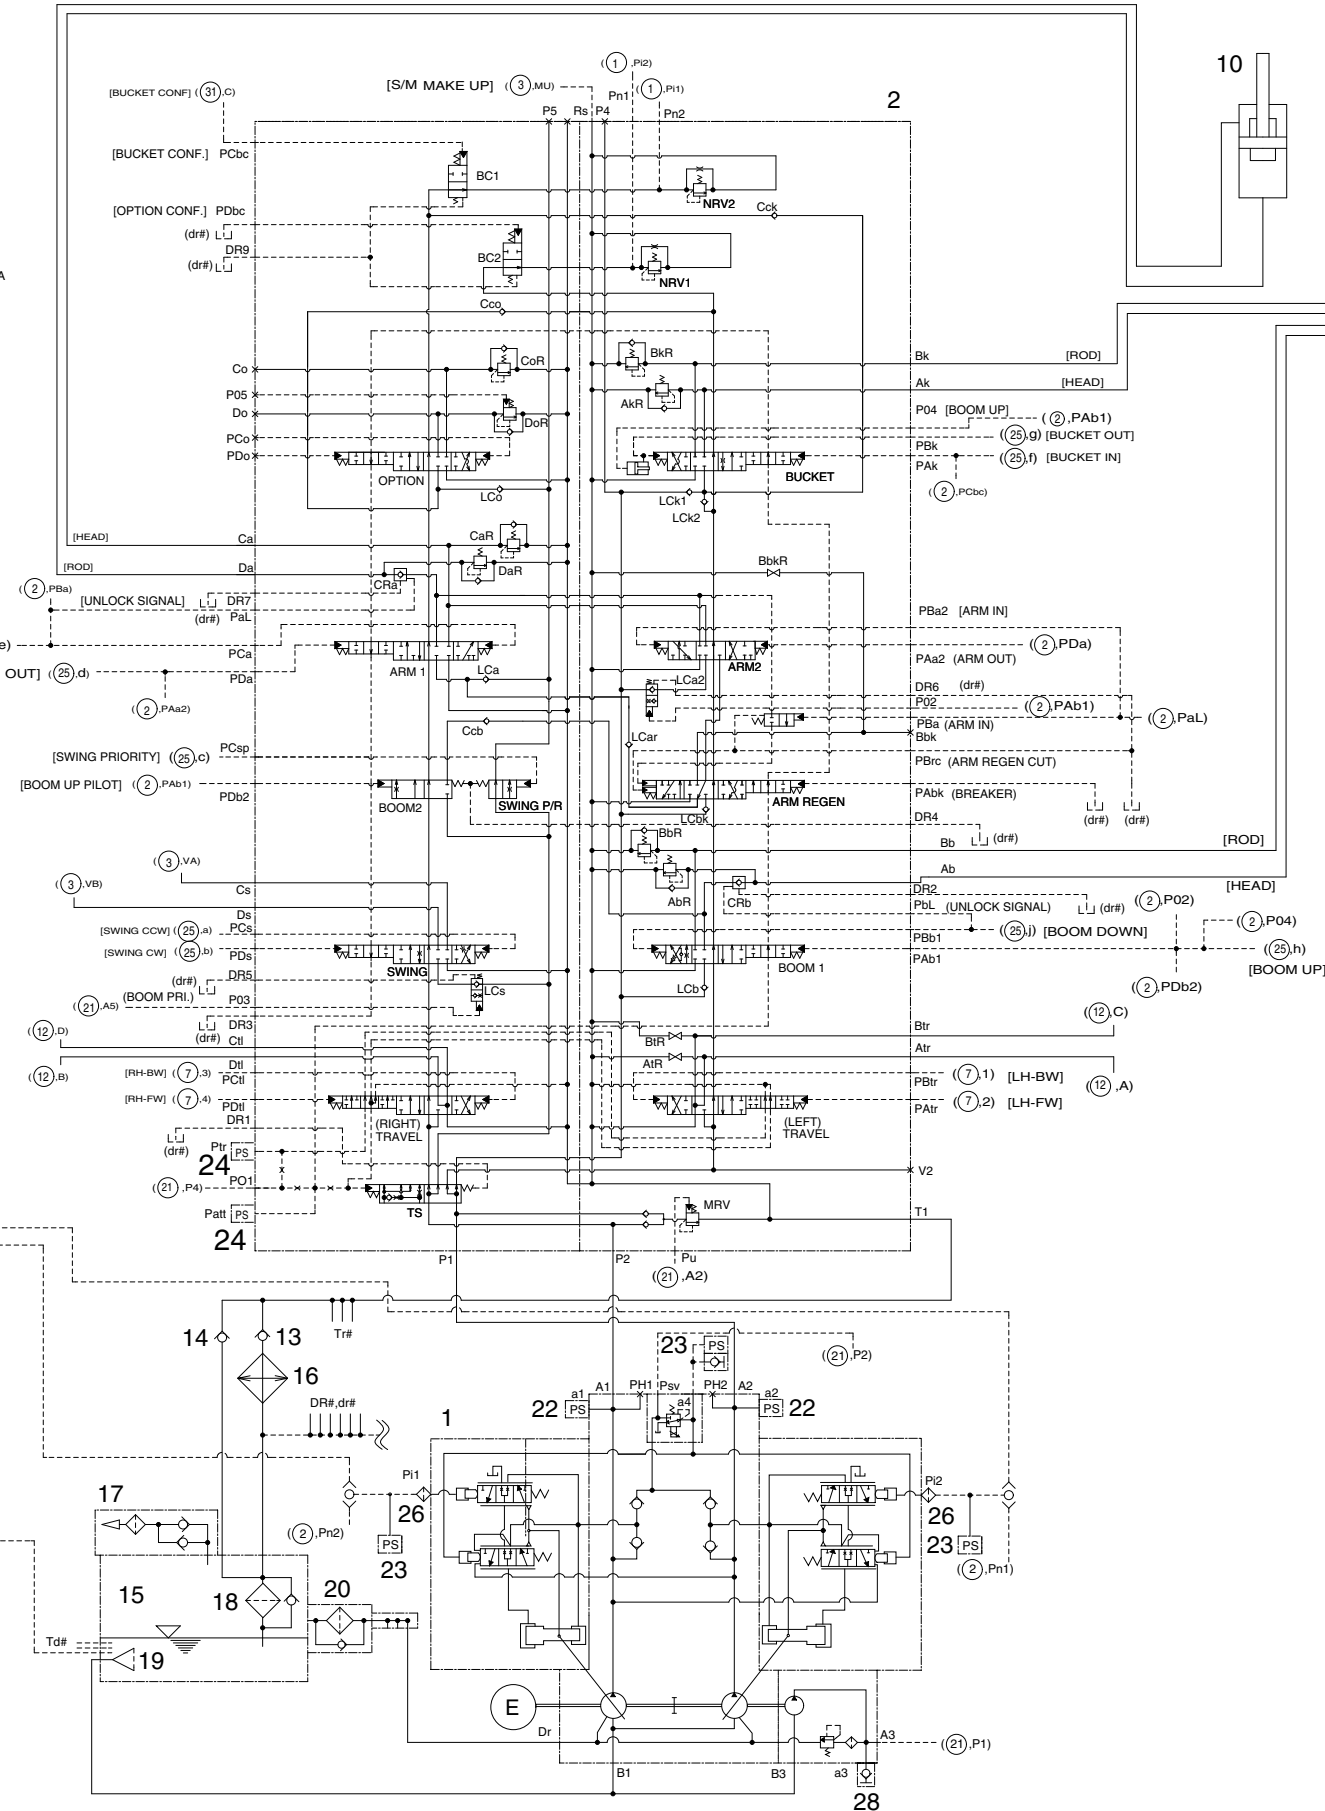 10
(1,Pi2)
[S/M MAKE UP] (3,MU)
Pn1
(1,Pi1)
[BUCKET CONF] (31,C)
P5 Rs P4
Pn2
2
[BUCKET CONF.] PCbc
BC1
NRV2
Cck
[OPTION CONF.] PDbc
(dr#)
DR9
(dr#)
BC2
NRV1
A
Cco
Co
CoR
BkR
Bk [ROD]
P05
AkR
Ak [HEAD]
Do
DoR
P04 [BOOM UP] (2,PAb1)
PCo
(25,g) [BUCKET OUT]
PBk
PDo
(25,f) [BUCKET IN]
PAk
OPTION
BUCKET
(2,PCbc)
LCo
LCk1
LCk2
[HEAD] Ca
CaR
[ROD] Da
DaR
CRa
BbkR
(2,PBa)
[UNLOCK SIGNAL]
DR7
(dr#)
PaL
PBa2 [ARM IN]
e)
PCa
(2,PDa)
OUT] (25,d)
PDa
ARM 1
LCa
ARM2
PAa2 (ARM OUT)
LCa2
(2,PAa2)
DR6 (dr#)
P02
(2,PAb1)
Ccb
LCar
PBa (ARM IN)
Bbk
(2,PaL)
PCsp
[SWING PRIORITY] (25,c)
PBrc (ARM REGEN CUT)
[BOOM UP PILOT] (2,PAb1)
PDb2
BOOM2
SWING P/R
ARM REGEN
PAbk (BREAKER)
LCbk
(dr#) (dr#)
DR4
(dr#)
BbR
Bb [ROD]
(3,VA)
AbR
CRb
Ab
[HEAD]
(3,VB)
Cs
DR2
PbL (UNLOCK SIGNAL)
(dr#)
(2,P02)
Ds
PCs
[SWING CCW] (25,a)
(25,j) [BOOM DOWN]
(2,P04)
PBb1
[SWING CW] (25,b)
PDs
SWING
BOOM 1
PAb1
(25,h)
[BOOM UP]
(dr#)
DR5
LCs
LCb
(2,PDb2)
(21,A5) (BOOM PRI.) P03
(12,D)
(dr#)
DR3
Ctl
BtR
Btr
(12,C)
Atr
(12,B)
Dtl
AtR
[RH-BW] (7,3)
PCtl
PBtr
(7,1) [LH-BW]
(12,A)
[RH-FW] (7,4)
PDtl
PAtr
(7,2) [LH-FW]
DR1
(RIGHT)
TRAVEL
(LEFT)
TRAVEL
(dr#)
Ptr PS
24
V2
(21,P4) PO1
TS
Patt PS
24
MRV
T1
P1
P2
Pu
(21,A2)
14
13
Tr#
23
PS
(21,P2)
16
DR#,dr#
a1 A1 PH1 Psv PH2 A2 a2
a4
22 PS
PS 22
1
Pi1
Pi2
17
26
26
(2,Pn2)
PS
23
23 PS
(2,Pn1)
15
18
20
Td#
19
E
Dr
A3
(21,P1)
B1
B3
a3
28